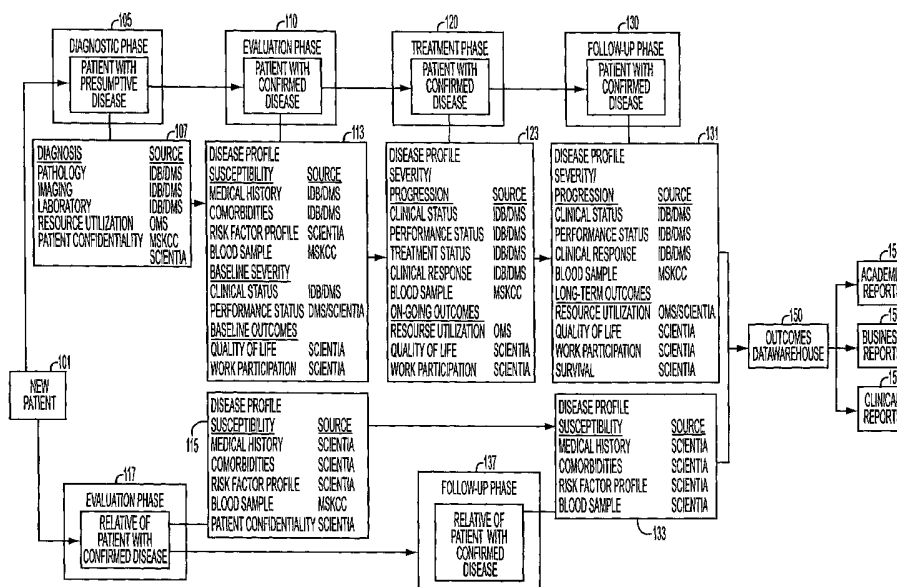 105
DIAGNOSTIC PHASE
PATIENT WITH
PRESUMPTIVE
DISEASE
110
EVALUATION PHASE
PATIENT WITH
CONFIRMED
DISEASE
120
TREATMENT PHASE
PATIENT WITH
CONFIRMED
DISEASE
130
FOLLOW-UP PHASE
PATIENT WITH
CONFIRMED
DISEASE
107
DIAGNOSIS SOURCE
PATHOLOGY IDB/DMS
IMAGING IDB/DMS
LABORATORY IDB/DMS
RESOURCE UTILIZATION OMS
PATIENT CONFIDENTIALITY MSKCC
SCIENTIA
113
DISEASE PROFILE
SUSCEPTIBILITY SOURCE
MEDICAL HISTORY IDB/DMS
COMORBIDITIES IDB/DMS
RISK FACTOR PROFILE SCIENTIA
BLOOD SAMPLE MSKCC
BASELINE SEVERITY
CLINICAL STATUS IDB/DMS
PERFORMANCE STATUS DMS/SCIENTIA
BASELINE OUTCOMES
QUALITY OF LIFE SCIENTIA
WORK PARTICIPATION SCIENTIA
123
DISEASE PROFILE
SEVERITY/
PROGRESSION SOURCE
CLINICAL STATUS IDB/DMS
PERFORMANCE STATUS IDB/DMS
TREATMENT STATUS IDB/DMS
CLINICAL RESPONSE IDB/DMS
BLOOD SAMPLE MSKCC
ON-GOING OUTCOMES
RESOURSE UTILIZATION OMS
QUALITY OF LIFE SCIENTIA
WORK PARTICIPATION SCIENTIA
131
DISEASE PROFILE
SEVERITY/
PROGRESSION SOURCE
CLINICAL STATUS IDB/DMS
PERFORMANCE STATUS IDB/DMS
CLINICAL RESPONSE IDB/DMS
BLOOD SAMPLE MSKCC
LONG-TERM OUTCOMES
RESOURCE UTILIZATION OMS/SCIENTIA
QUALITY OF LIFE SCIENTIA
WORK PARTICIPATION SCIENTIA
SURVIVAL SCIENTIA
150
OUTCOMES
DATAWAREHOUSE
15
ACADEMI
REPORTS
15
BUSINES
REPORTS
15
CLINICAL
REPORTS
101
NEW
PATIENT
115
DISEASE PROFILE
SUSCEPTIBILITY SOURCE
MEDICAL HISTORY SCIENTIA
COMORBIDITIES SCIENTIA
RISK FACTOR PROFILE SCIENTIA
BLOOD SAMPLE MSKCC
PATIENT CONFIDENTIALITY SCIENTIA
DISEASE PROFILE
SUSCEPTIBILITY SOURCE
MEDICAL HISTORY SCIENTIA
COMORBIDITIES SCIENTIA
RISK FACTOR PROFILE SCIENTIA
BLOOD SAMPLE SCIENTIA
133
117
EVALUATION PHASE
RELATIVE OF
PATIENT WITH
CONFIRMED DISEASE
137
FOLLOW-UP PHASE
RELATIVE OF
PATIENT WITH
CONFIRMED
DISEASE